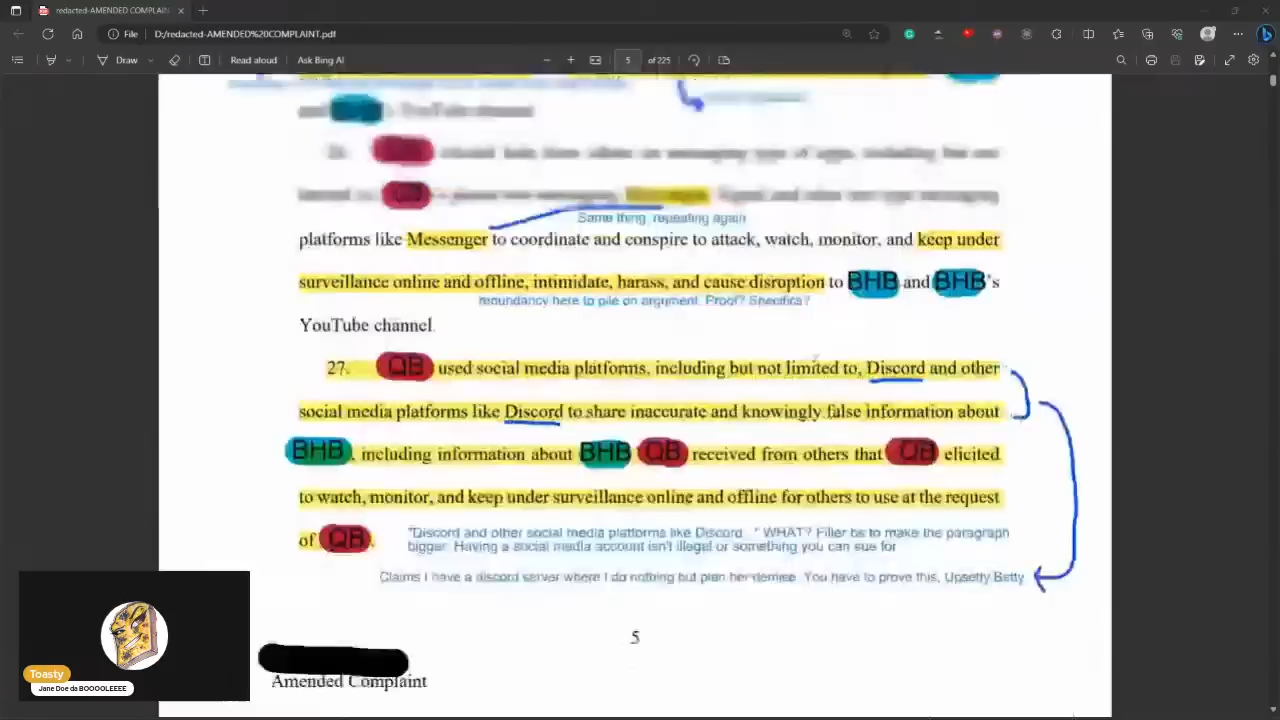 redacted-AMENDED COMPLAIN
File D:/redacted-AMENDED%20COMPLAINT.pdf
Draw Read aloud Ask Bing AI 5 of 225
and YouTube channel
QB
Same thing, repeating again
platforms like Messenger to coordinate and conspire to attack, watch, monitor, and keep under
surveillance online and offline, intimidate, harass, and cause disruption to BHB and BHB's
redundancy here to pile on argument. Proof? Specifics?
YouTube channel
27. QB used social media platforms, including but not limited to, Discord and other
social media platforms like Discord to share inaccurate and knowingly false information about
BHB, including information about BHB QB received from others that QB elicited
to watch, monitor, and keep under surveillance online and offline for others to use at the request
of QB.
"Discord and other social media platforms like Discord..." WHAT? Filler bs to make the paragraph
bigger. Having a social media account isn't illegal or something you can sue for
Claims I have a discord server where I do nothing but plan her demise. You have to prove this, Upsetty Betty
5
Amended Complaint
Toasty
Jane Doe da BOOOOLEEEE